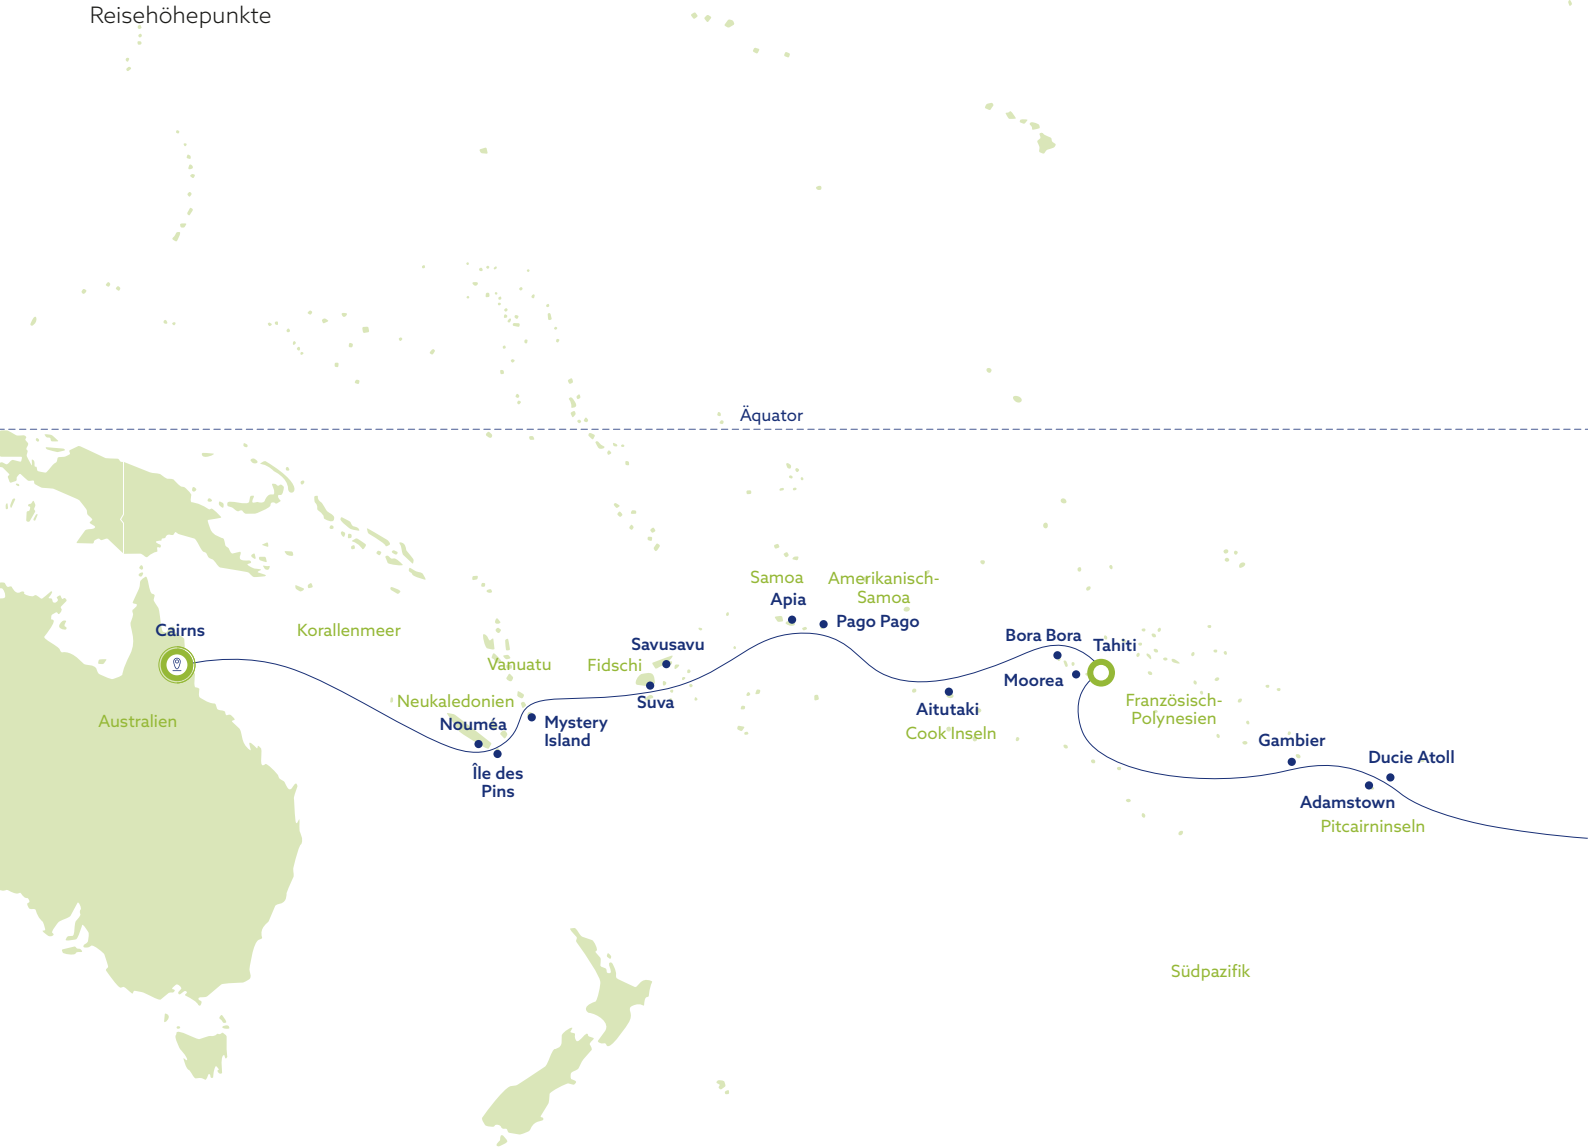 Reisehöhepunkte
Äquator
Samoa
Amerikanisch-
Samoa
Apia
Pago Pago
Cairns
Korallenmeer
Savusavu
Bora Bora
Tahiti
Vanuatu
Fidschi
Moorea
Neukaledonien
Suva
Französisch-
Polynesien
Australien
Nouméa
Mystery
Island
Aitutaki
Cook Inseln
Gambier
Ducie Atoll
Île des
Pins
Adamstown
Pitcairninseln
Südpazifik